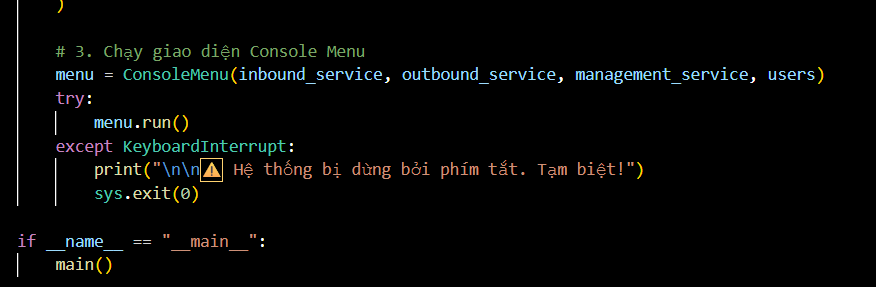 )
# 3. Chạy giao diện Console Menu
menu = ConsoleMenu(inbound_service, outbound_service, management_service, users)
try:
menu.run()
except KeyboardInterrupt:
print("\n\n⚠️ Hệ thống bị dừng bởi phím tắt. Tạm biệt!")
sys.exit(0)
if __name__ == "__main__":
main()